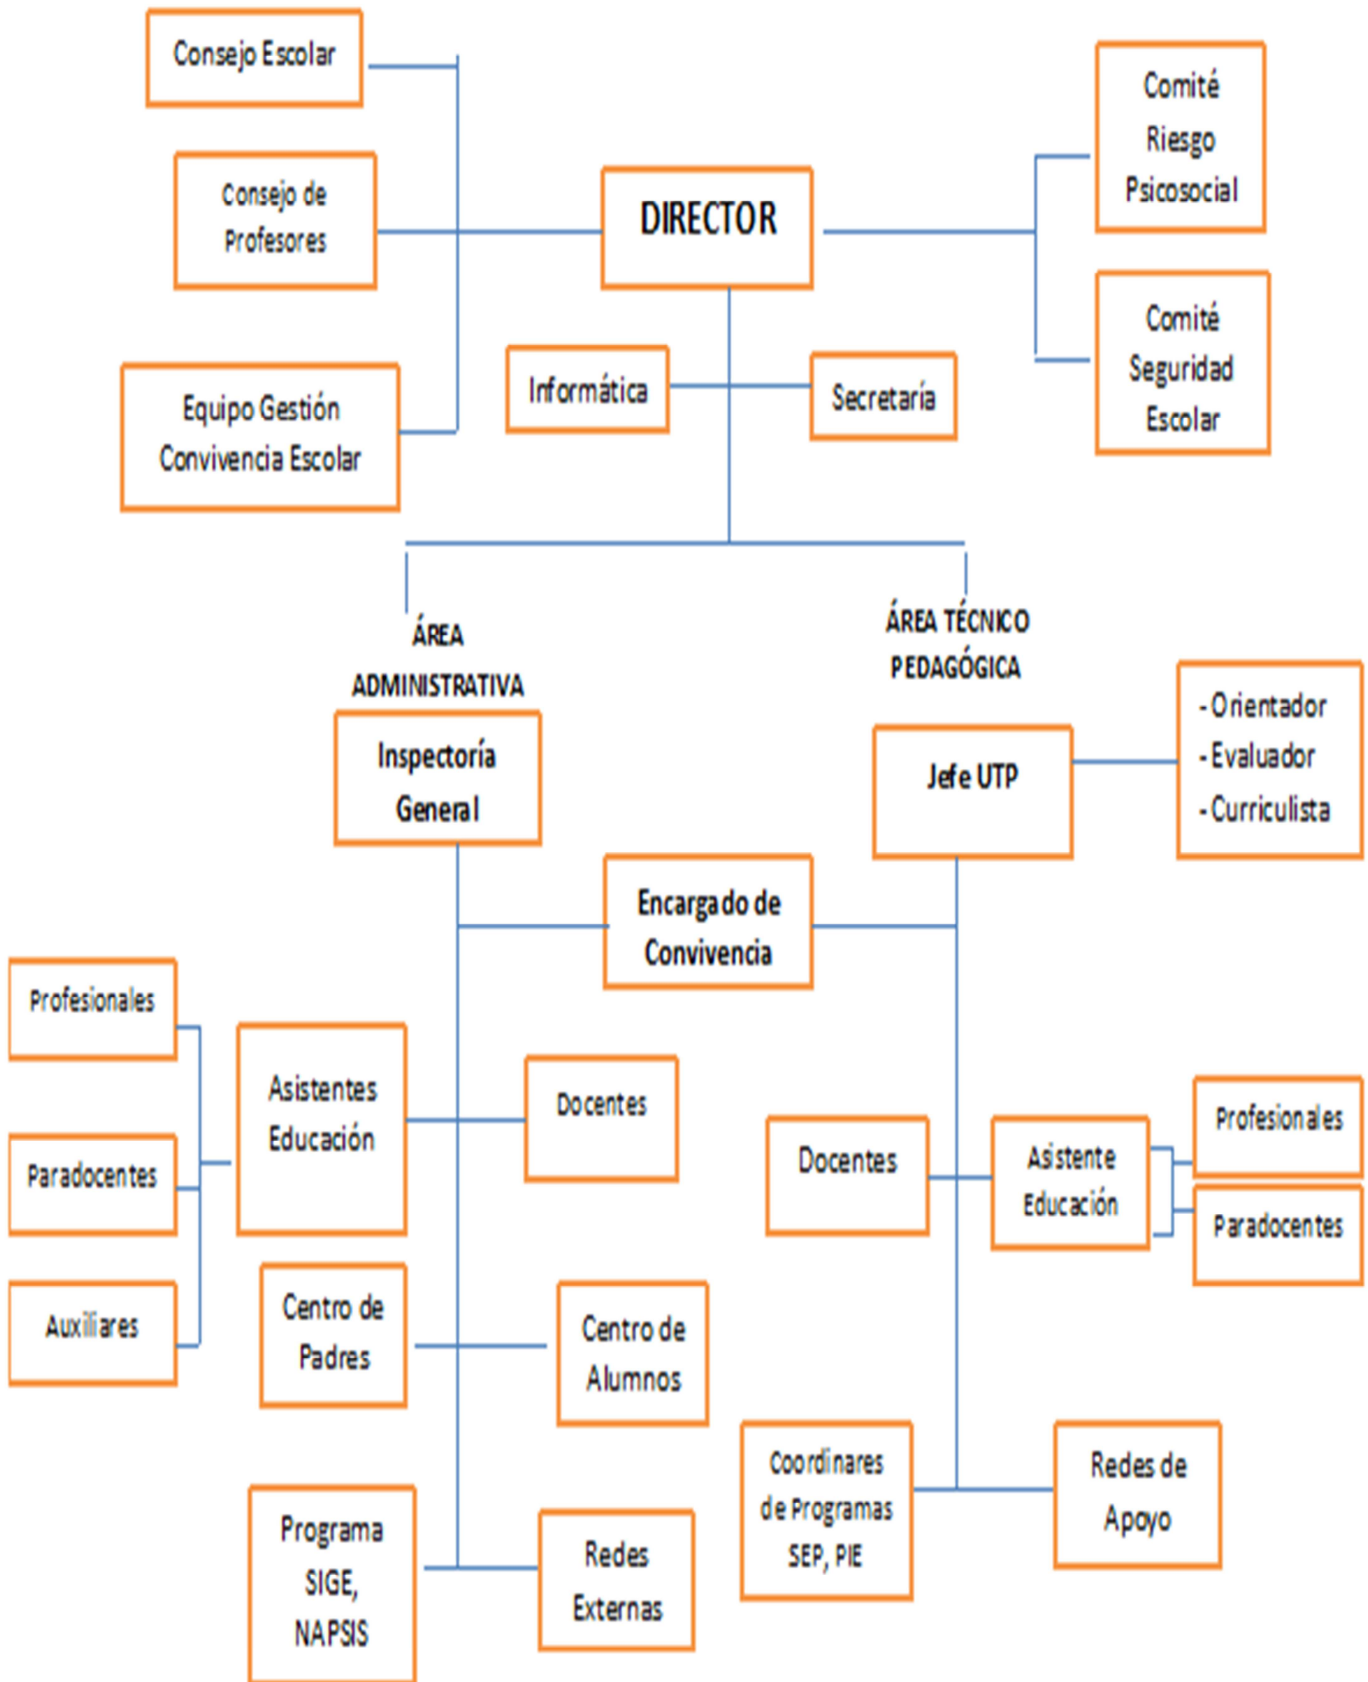 Consejo Escolar
Consejo de
Profesores
Equipo Gestión
Convivencia Escolar
DIRECTOR
Comité
Riesgo
Psicosocial
Comité
Seguridad
Escolar
Informática
Secretaría
ÁREA
ADMINISTRATIVA
ÁREA TÉCNICO
PEDAGÓGICA
Inspectoría
General
Jefe UTP
- Orientador
- Evaluador
- Curriculista
Encargado de
Convivencia
Profesionales
Paradocentes
Auxiliares
Asistentes
Educación
Docentes
Docentes
Asistente
Educación
Profesionales
Paradocentes
Centro de
Padres
Centro de
Alumnos
Programa
SIGE,
NAPSIS
Redes
Externas
Coordinares
de Programas
SEP, PIE
Redes de
Apoyo